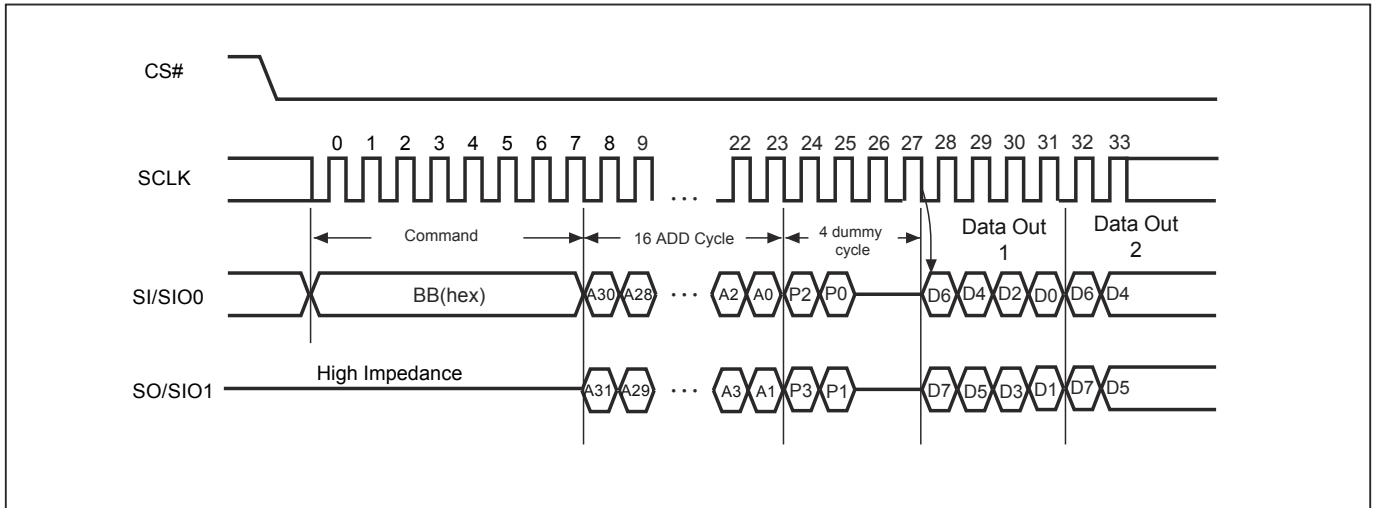 CS#
0 1 2 3 4 5 6 7 8 9 22 23 24 25 26 27 28 29 30 31 32 33
SCLK
...
Command
16 ADD Cycle
4 dummy
cycle
Data Out
1
Data Out
2
SI/SIO0
BB(hex)
A30 A28 ... A2 A0 P2 P0 D6 D4 D2 D0 D6 D4
High Impedance
SO/SIO1
A31 A29 ... A3 A1 P3 P1 D7 D5 D3 D1 D7 D5